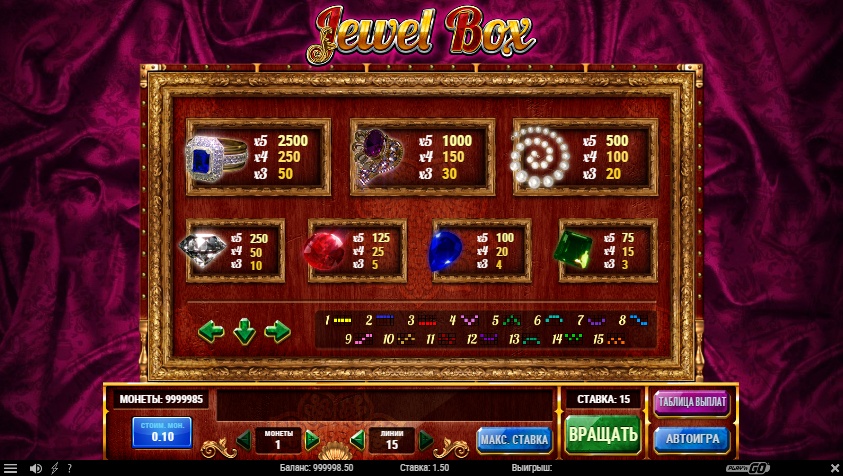 Jewel Box
x5 2500
x4 250
x3 50
x5 1000
x4 150
x3 30
x5 500
x4 100
x3 20
x5 250
x4 50
x3 10
x5 125
x4 25
x3 5
x5 100
x4 20
x3 4
x5 75
x4 15
x3 3
1 2 3 4 5 6 7 8
9 10 11 12 13 14 15
МОНЕТЫ: 9999985
СТАВКА: 15
ТАБЛИЦА ВЫПЛАТ
СТОИМ. МОН.
0.10
МОНЕТЫ
1
ЛИНИИ
15
МАКС. СТАВКА
ВРАЩАТЬ
АВТОИГРА
Баланс: 999998.50 Ставка: 1.50 Выигрыш:
PLAY'N GO
?